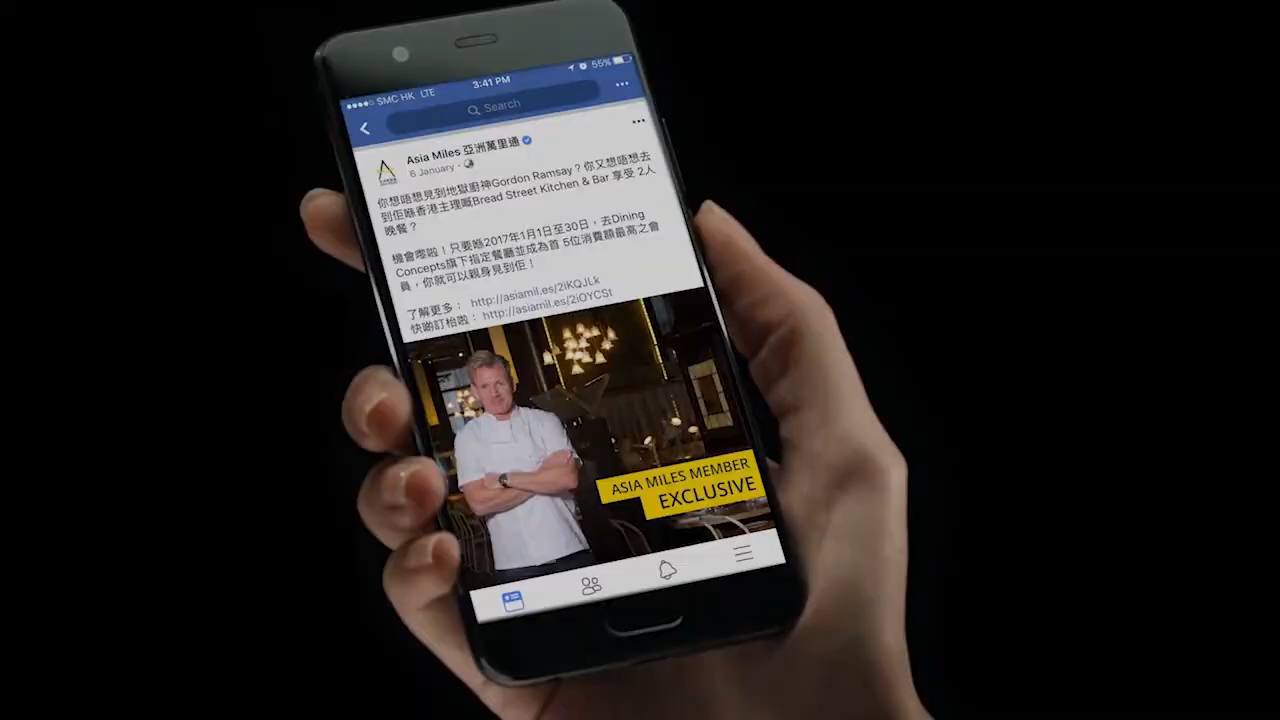 SMC HK LTE 3:41 PM 55%
Search
Asia Miles 亞洲萬里通
6 January
你想唔想見到地獄廚神Gordon Ramsay？你又想唔想去
到佢喺香港主理嘅Bread Street Kitchen & Bar 享受 2人
晚餐？
機會嚟啦！只要喺2017年1月1日至30日，去Dining
Concepts旗下指定餐廳並成為首 5位消費額最高之會
員，你就可以親身見到佢！
了解更多： http://asiamil.es/2iKQJLk
快啲訂枱啦：http://asiamil.es/2iOYCSt
ASIA MILES MEMBER
EXCLUSIVE